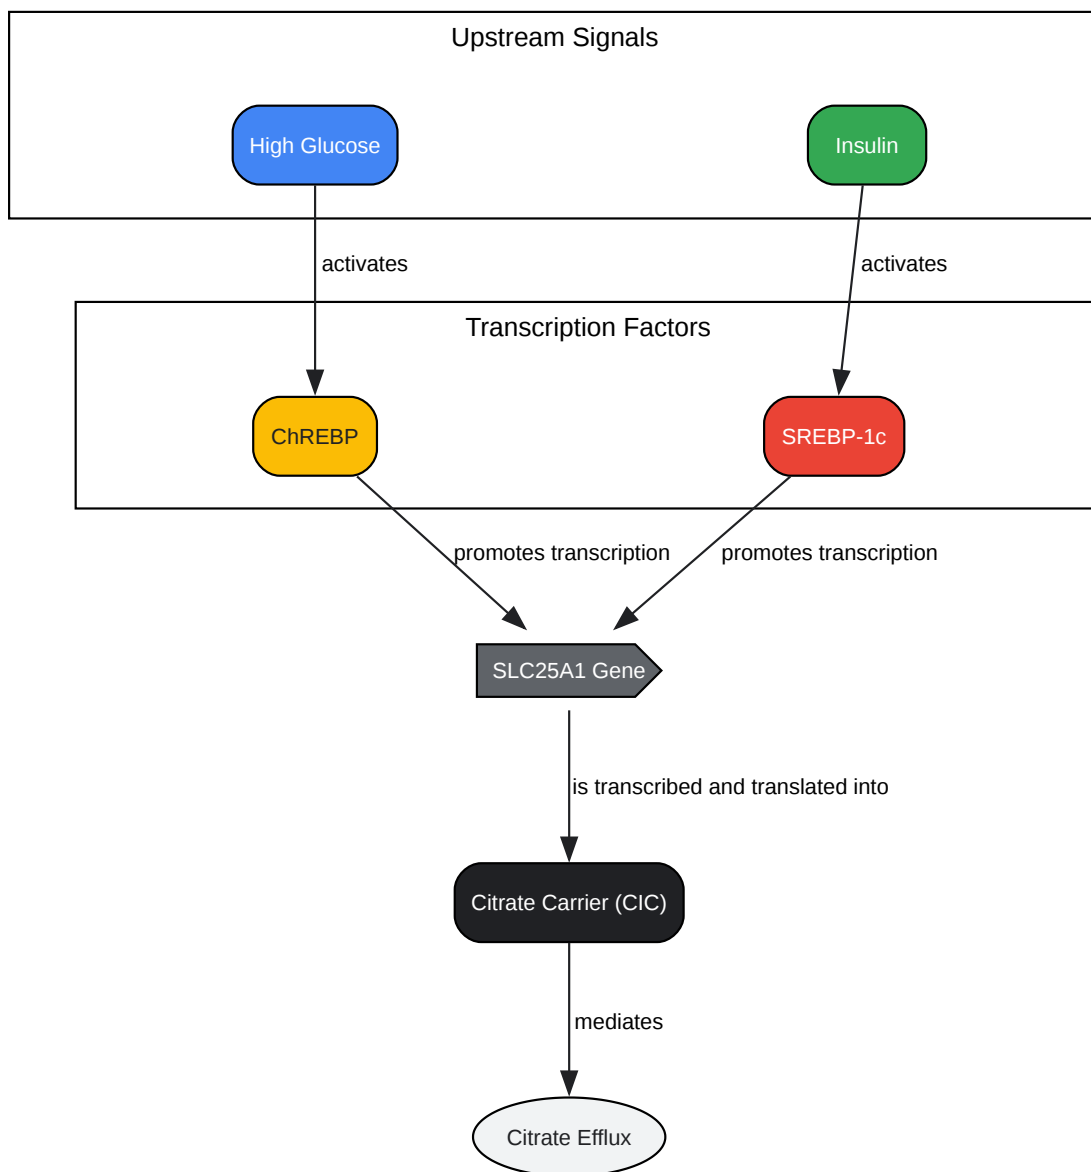 Upstream Signals
High Glucose
Insulin
activates
activates
Transcription Factors
ChREBP
SREBP-1c
promotes transcription
promotes transcription
SLC25A1 Gene
is transcribed and translated into
Citrate Carrier (CIC)
mediates
Citrate Efflux